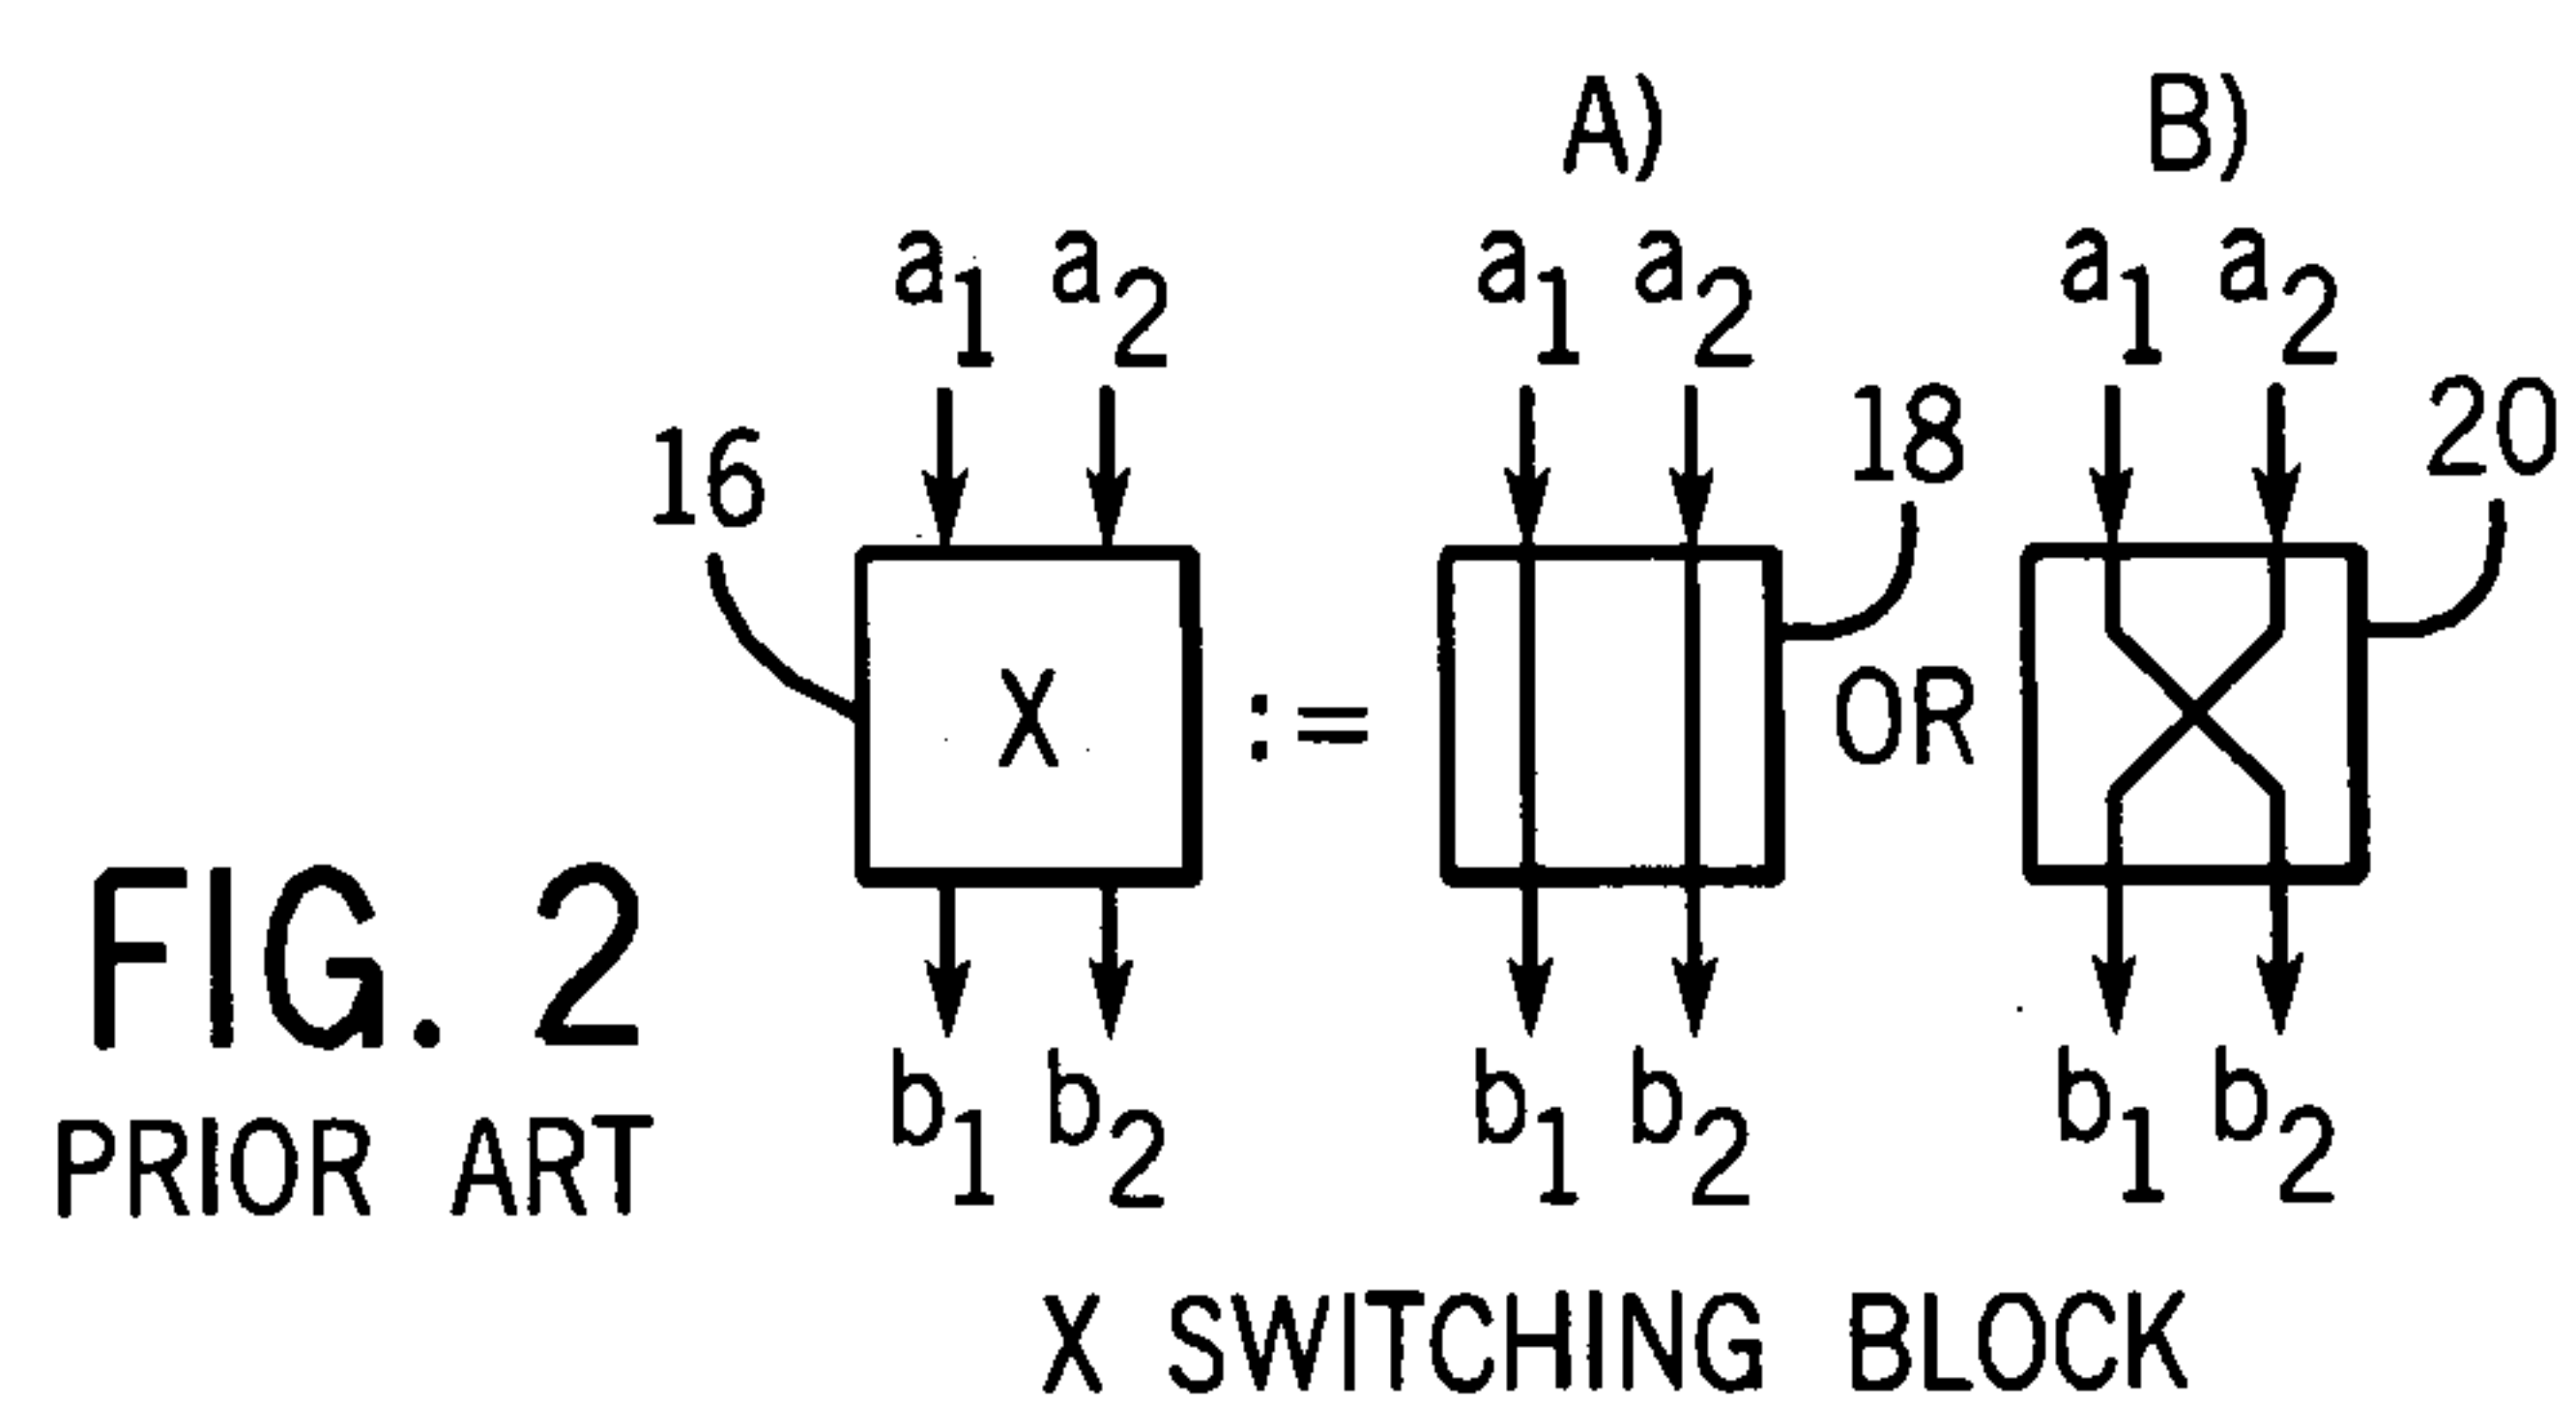 A) B)
a1 a2 a1 a2 a1 a2
16 18 20
X := OR
FIG. 2
b1 b2 b1 b2 b1 b2
PRIOR ART
X SWITCHING BLOCK